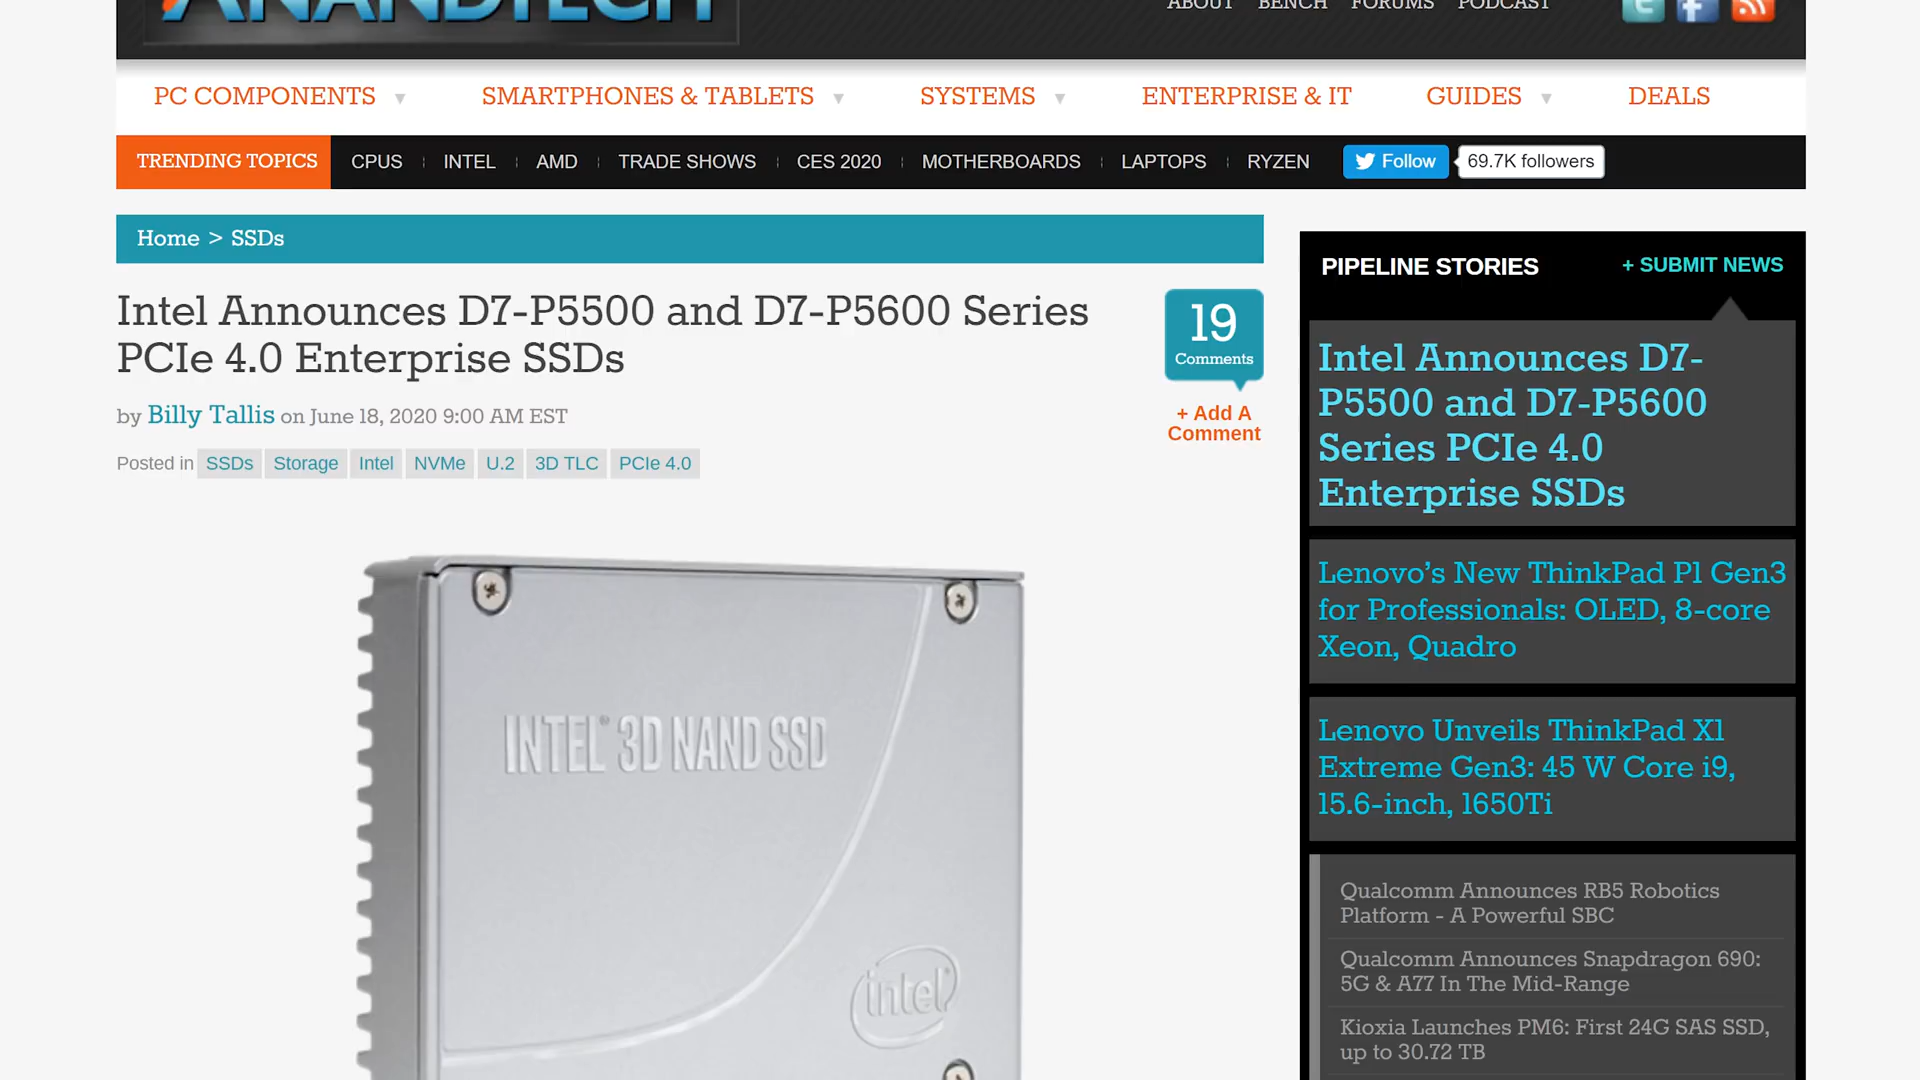 ANANDTECH
ABOUT BENCH FORUMS PODCAST
PC COMPONENTS SMARTPHONES & TABLETS SYSTEMS ENTERPRISE & IT GUIDES DEALS
TRENDING TOPICS CPUS INTEL AMD TRADE SHOWS CES 2020 MOTHERBOARDS LAPTOPS RYZEN Follow 69.7K followers
Home > SSDs
Intel Announces D7-P5500 and D7-P5600 Series
PCIe 4.0 Enterprise SSDs
by Billy Tallis on June 18, 2020 9:00 AM EST
Posted in SSDs Storage Intel NVMe U.2 3D TLC PCIe 4.0
19
Comments
+ Add A
Comment
INTEL® 3D NAND SSD
intel
PIPELINE STORIES + SUBMIT NEWS
Intel Announces D7-
P5500 and D7-P5600
Series PCIe 4.0
Enterprise SSDs
Lenovo's New ThinkPad P1 Gen3
for Professionals: OLED, 8-core
Xeon, Quadro
Lenovo Unveils ThinkPad X1
Extreme Gen3: 45 W Core i9,
15.6-inch, 1650Ti
Qualcomm Announces RB5 Robotics
Platform - A Powerful SBC
Qualcomm Announces Snapdragon 690:
5G & A77 In The Mid-Range
Kioxia Launches PM6: First 24G SAS SSD,
up to 30.72 TB